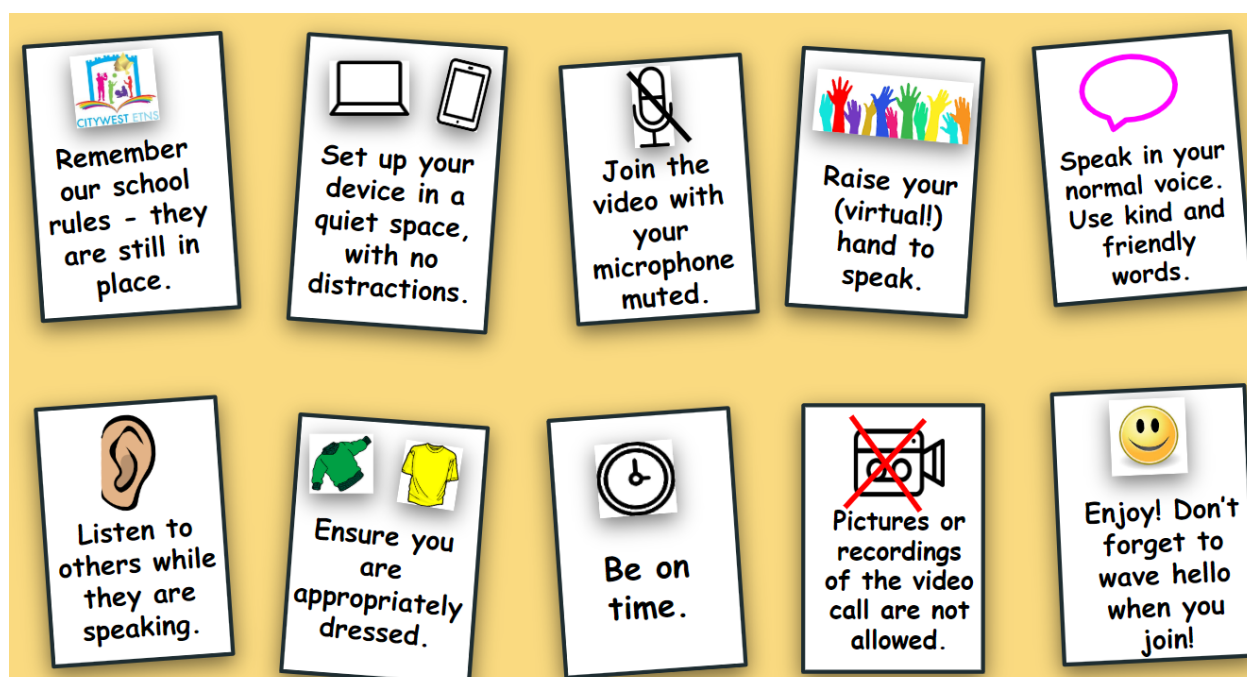 CITYWEST ETNS
Remember
our school
rules - they
are still in
place.
Set up your
device in a
quiet space,
with no
distractions.
Join the
video with
your
microphone
muted.
Raise your
(virtual!)
hand to
speak.
Speak in your
normal voice.
Use kind and
friendly
words.
Listen to
others while
they are
speaking.
Ensure you
are
appropriately
dressed.
Be on
time.
Pictures or
recordings
of the video
call are not
allowed.
Enjoy! Don't
forget to
wave hello
when you
join!